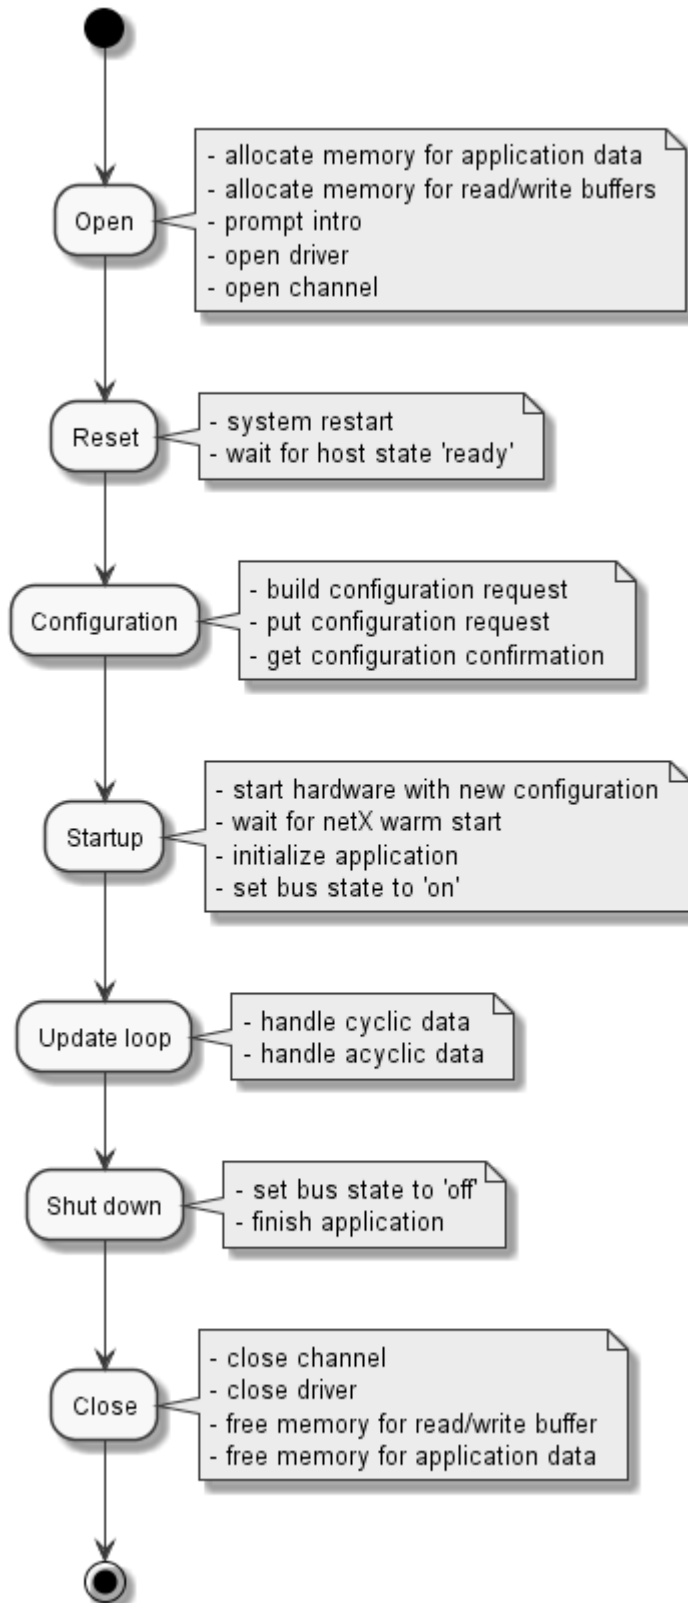 Open
- allocate memory for application data
- allocate memory for read/write buffers
- prompt intro
- open driver
- open channel
Reset
- system restart
- wait for host state 'ready'
Configuration
- build configuration request
- put configuration request
- get configuration confirmation
Startup
- start hardware with new configuration
- wait for netX warm start
- initialize application
- set bus state to 'on'
Update loop
- handle cyclic data
- handle acyclic data
Shut down
- set bus state to 'off'
- finish application
Close
- close channel
- close driver
- free memory for read/write buffer
- free memory for application data